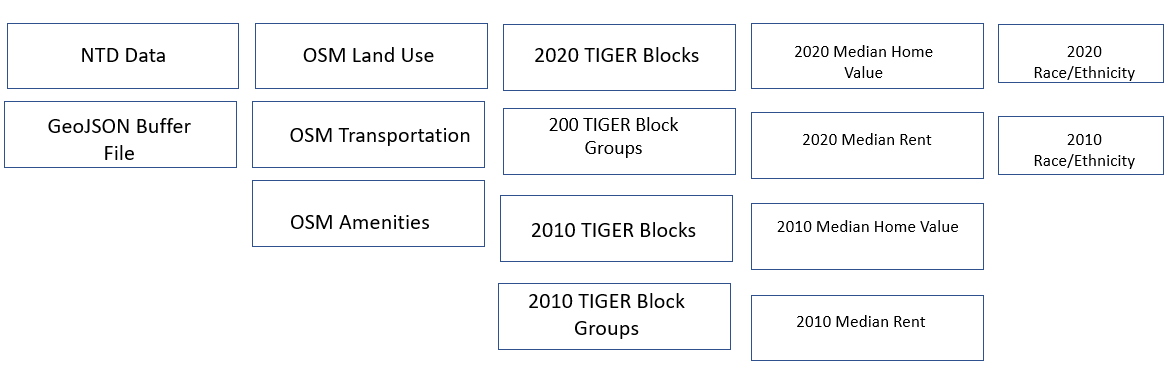 NTD Data
GeoJSON Buffer
File
OSM Land Use
OSM Transportation
OSM Amenities
2020 TIGER Blocks
200 TIGER Block
Groups
2010 TIGER Blocks
2010 TIGER Block
Groups
2020 Median Home
Value
2020 Median Rent
2010 Median Home Value
2010 Median Rent
2020
Race/Ethnicity
2010
Race/Ethnicity